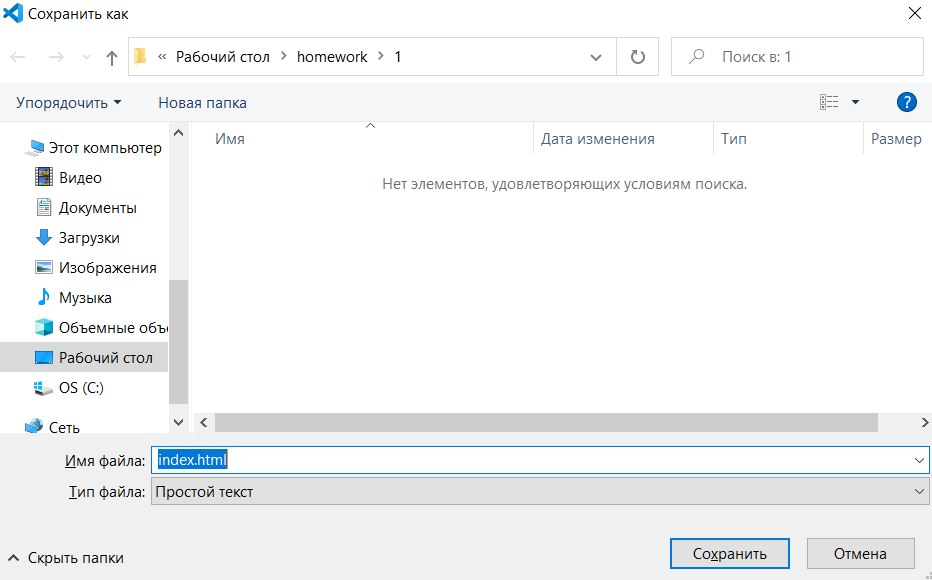 Сохранить как
« Рабочий стол > homework > 1
Поиск в: 1
Упорядочить
Новая папка
?
Имя
Дата изменения
Тип
Размер
Нет элементов, удовлетворяющих условиям поиска.
Этот компьютер
Видео
Документы
Загрузки
Изображения
Музыка
Объемные объ
Рабочий стол
OS (C:)
Сеть
Имя файла: index.html
Тип файла: Простой текст
Скрыть папки
Сохранить
Отмена